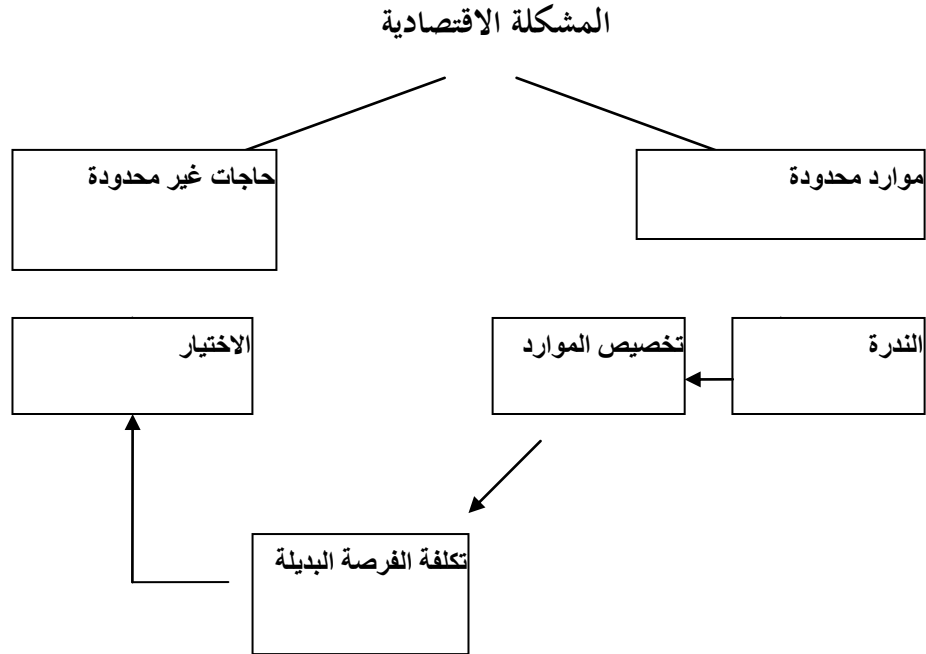 المشكلة الاقتصادية
موارد محدودة
حاجات غير محدودة
الندرة
تخصيص الموارد
الاختيار
تكلفة الفرصة البديلة